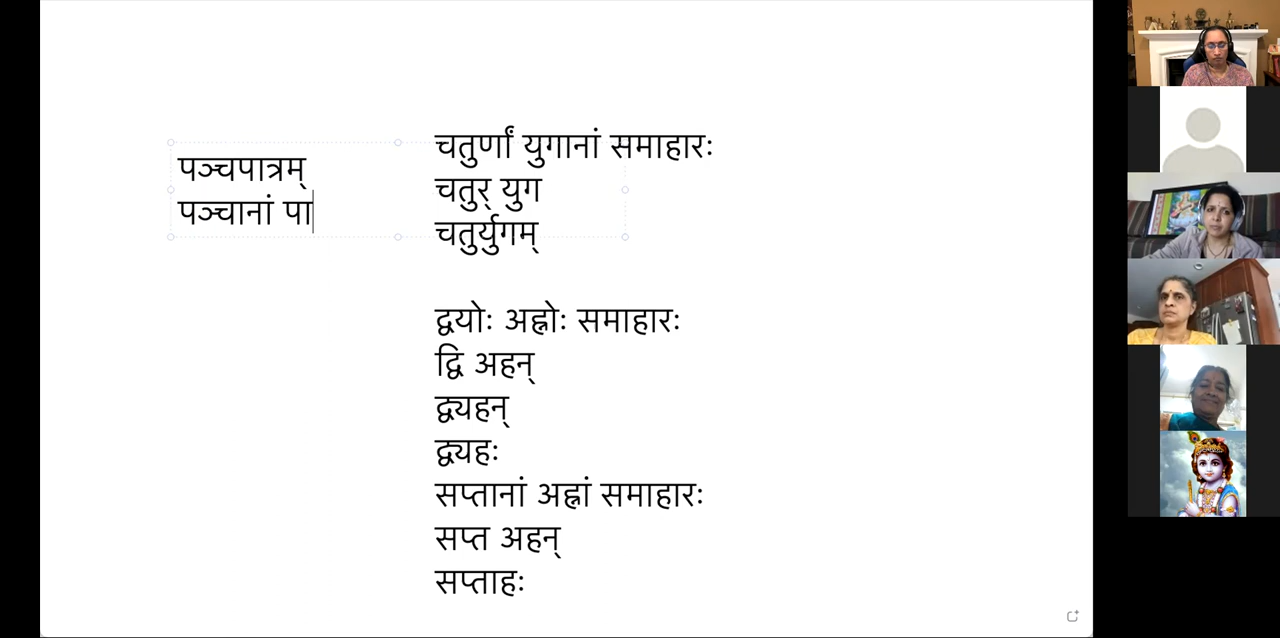 पञ्चपात्रम्
पञ्चानां पा
चतुर्णां युगानां समाहारः
चतुर् युग
चतुर्युगम्
द्वयोः अह्नोः समाहारः
द्वि अहन्
द्व्यहन्
द्व्यहः
सप्तानां अह्नां समाहारः
सप्त अहन्
सप्ताहः